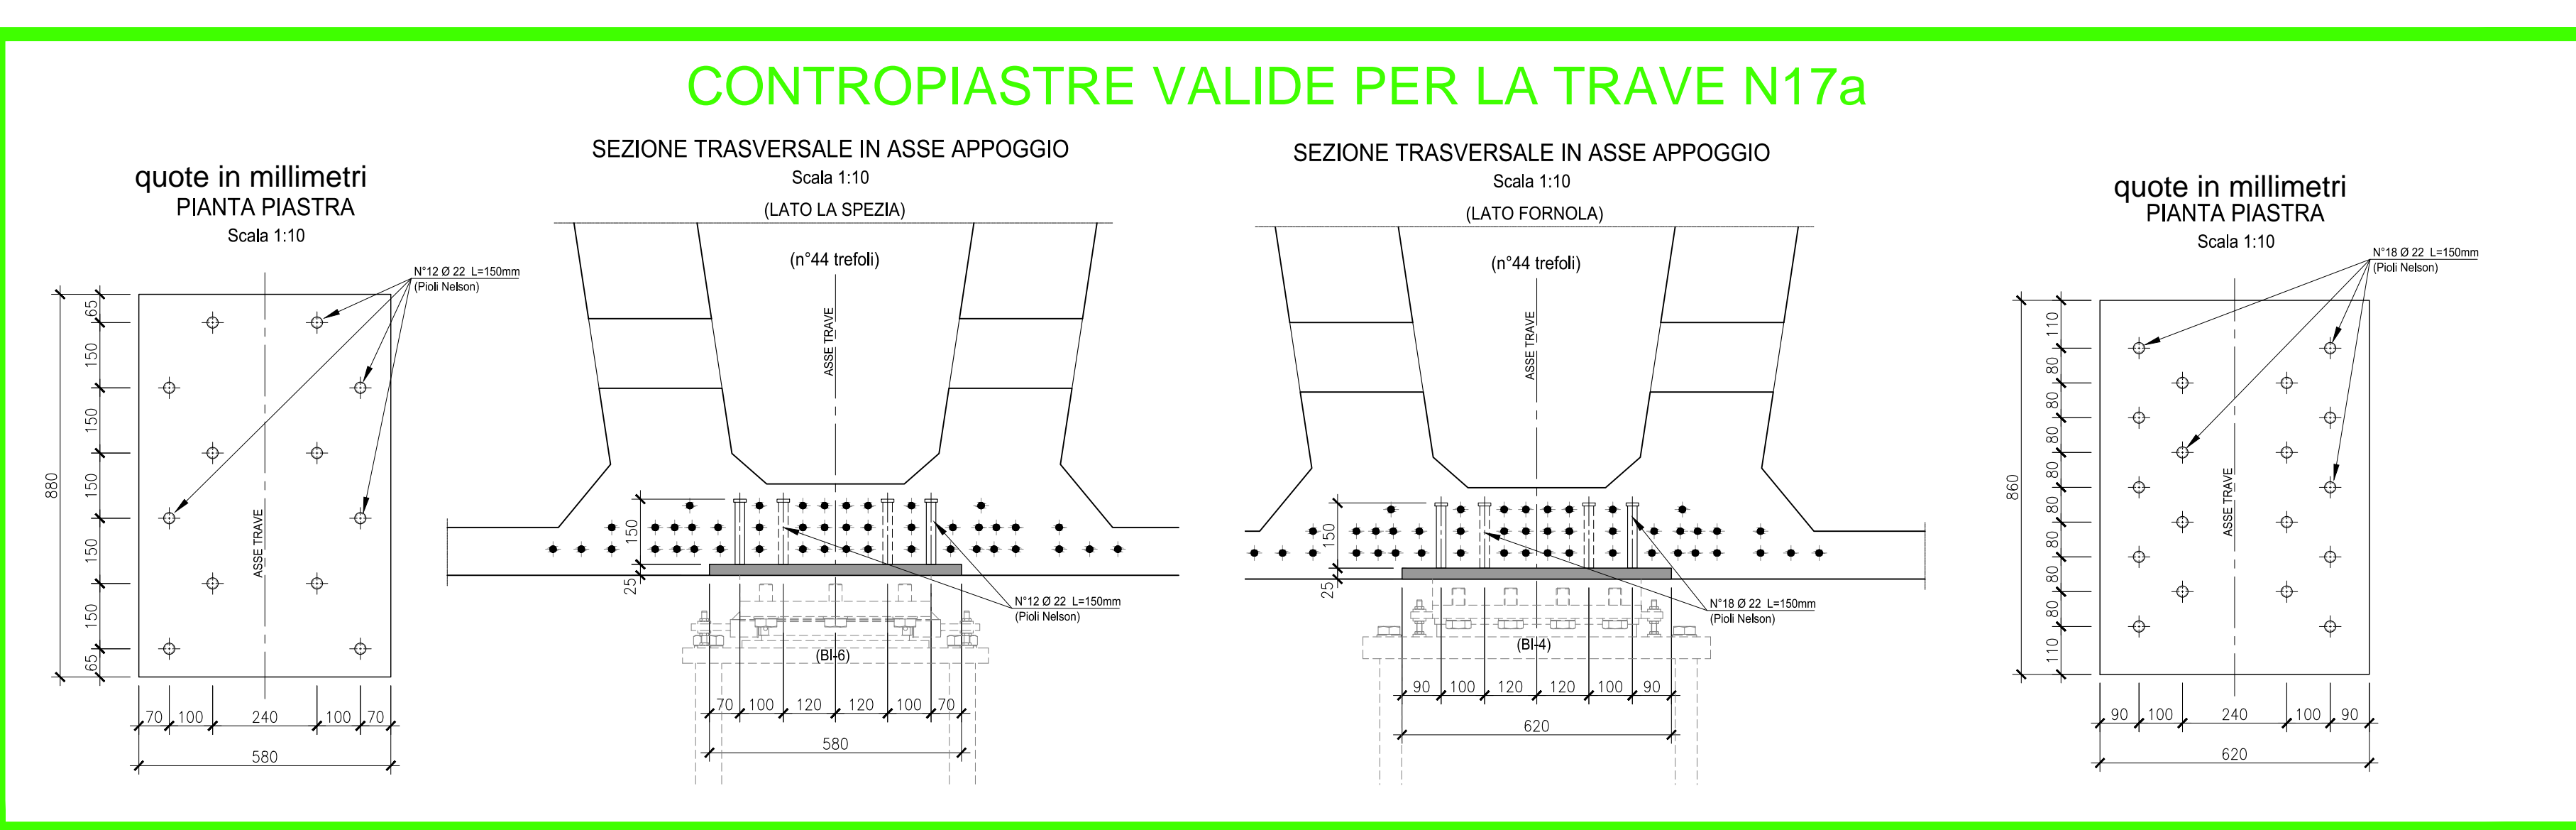 CONTROPIASTRE VALIDE PER LA TRAVE N17a
quote in millimetri
PIANTA PIASTRA
Scala 1:10
N°12 Ø 22 L=150mm
(Pioli Nelson)
65
150
150
150
150
150
65
880
ASSE TRAVE
70
100
240
100
70
580
SEZIONE TRASVERSALE IN ASSE APPOGGIO
Scala 1:10
(LATO LA SPEZIA)
(n°44 trefoli)
ASSE TRAVE
150
25
N°12 Ø 22 L=150mm
(Pioli Nelson)
(BI-6)
70
100
120
120
100
70
580
SEZIONE TRASVERSALE IN ASSE APPOGGIO
Scala 1:10
(LATO FORNOLA)
(n°44 trefoli)
ASSE TRAVE
150
25
N°18 Ø 22 L=150mm
(Pioli Nelson)
(BI-4)
90
100
120
120
100
90
620
quote in millimetri
PIANTA PIASTRA
Scala 1:10
N°18 Ø 22 L=150mm
(Pioli Nelson)
110
80
80
80
80
80
80
80
80
110
860
ASSE TRAVE
90
100
240
100
90
620